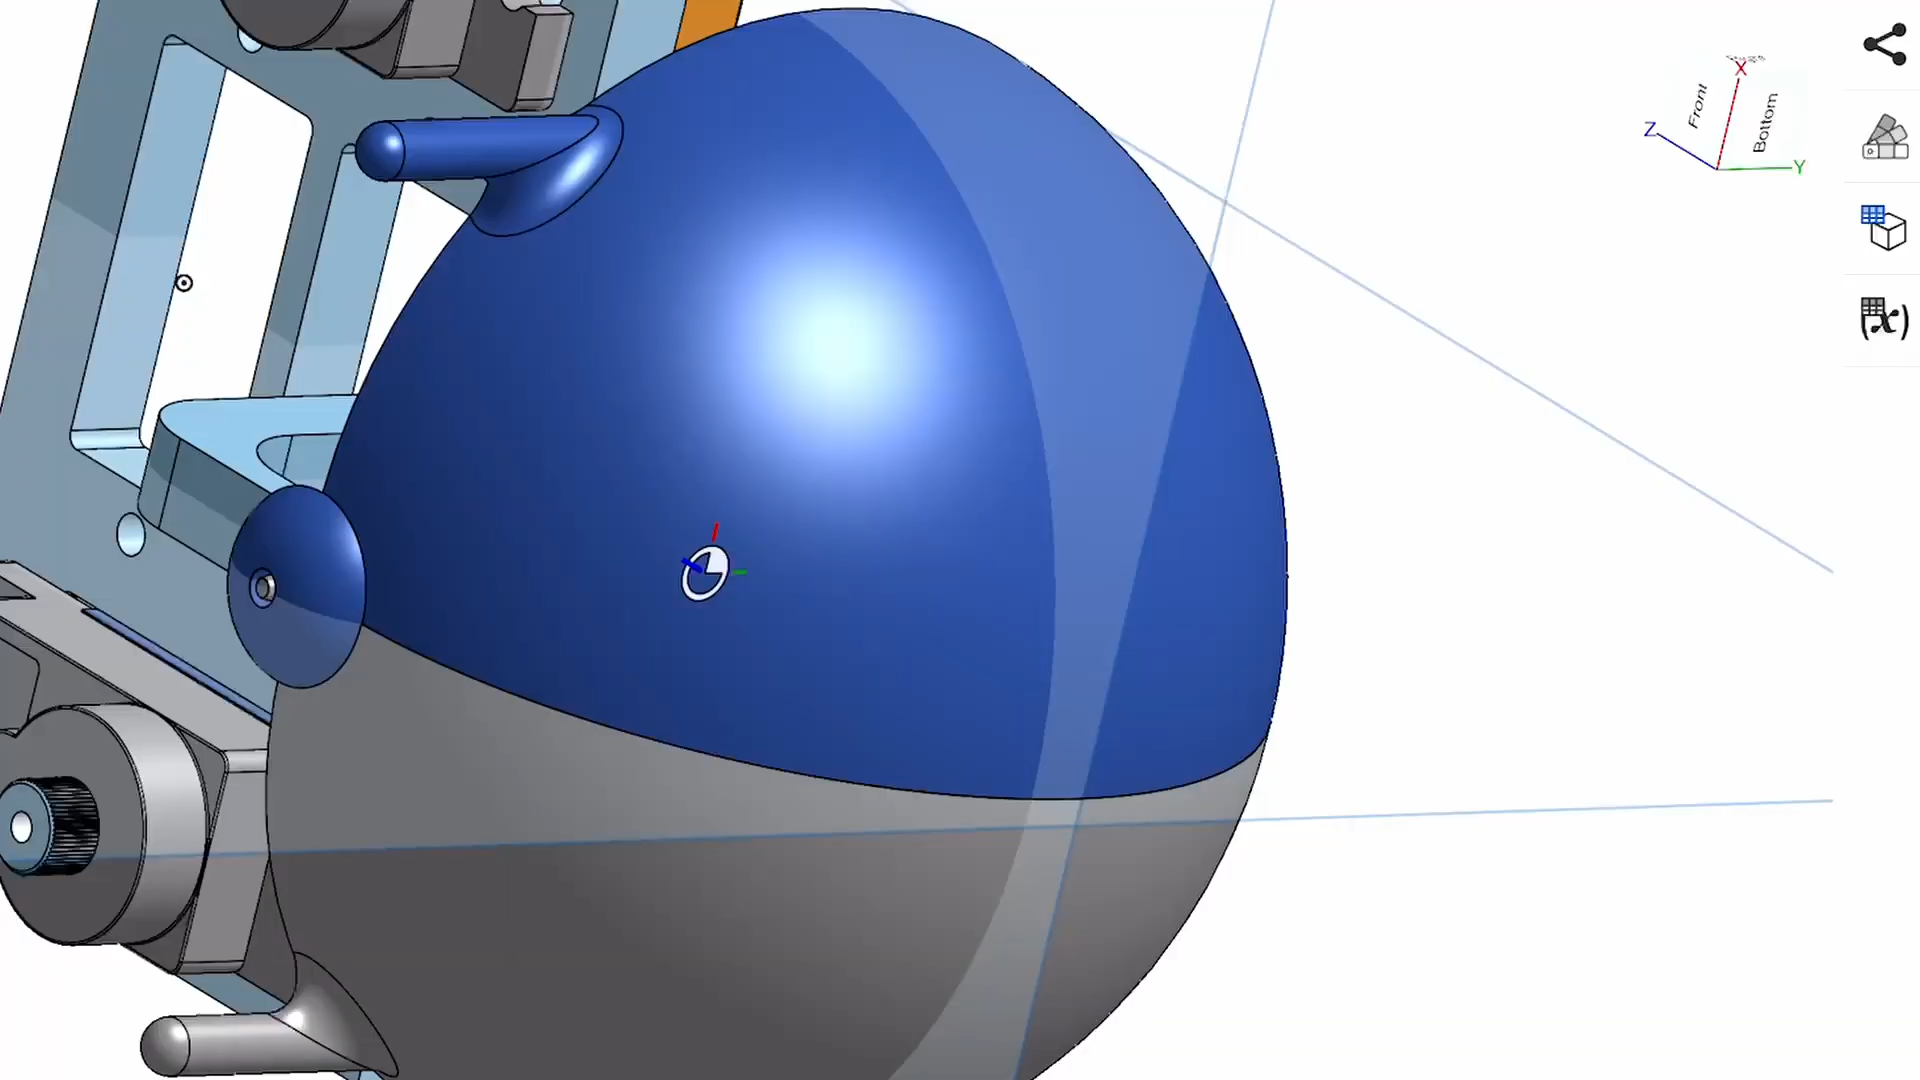 X
Front
Bottom
Z
Y
(x)